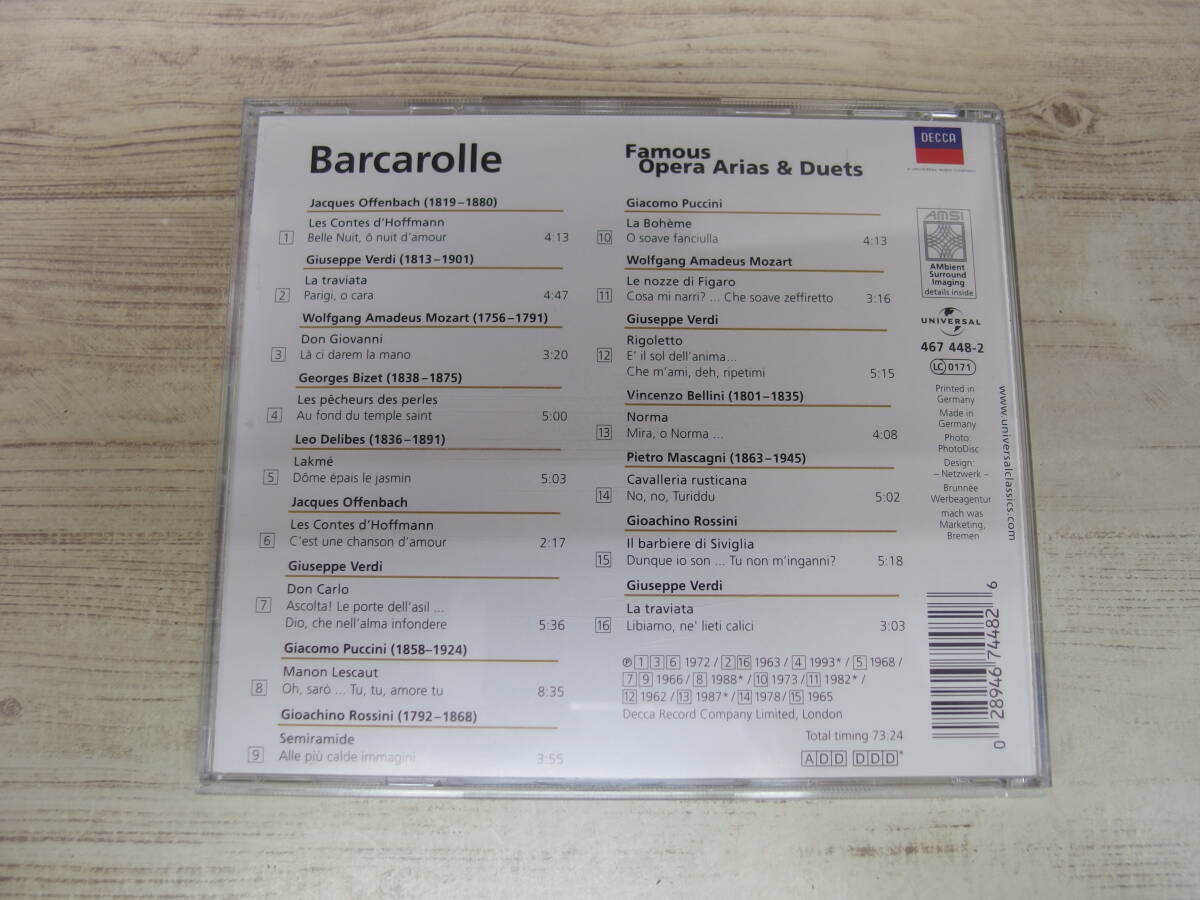 Barcarolle
Jacques Offenbach (1819–1880)
Les Contes d'Hoffmann
1 Belle Nuit, ô nuit d'amour 4:13
Giuseppe Verdi (1813–1901)
La traviata
2 Parigi, o cara 4:47
Wolfgang Amadeus Mozart (1756–1791)
Don Giovanni
3 Là ci darem la mano 3:20
Georges Bizet (1838–1875)
Les pêcheurs des perles
4 Au fond du temple saint 5:00
Leo Delibes (1836–1891)
Lakmé
5 Dôme épais le jasmin 5:03
Jacques Offenbach
Les Contes d'Hoffmann
6 C'est une chanson d'amour 2:17
Giuseppe Verdi
Don Carlo
7 Ascolta! Le porte dell'asil ...
Dio, che nell'alma infondere 5:36
Giacomo Puccini (1858–1924)
Manon Lescaut
8 Oh, sarò ... Tu, tu, amore tu 8:35
Gioachino Rossini (1792–1868)
Semiramide
9 Alle più calde immagini 3:55
Famous
Opera Arias & Duets
Giacomo Puccini
La Bohème
10 O soave fanciulla 4:13
Wolfgang Amadeus Mozart
Le nozze di Figaro
11 Cosa mi narri? ... Che soave zeffiretto 3:16
Giuseppe Verdi
Rigoletto
12 E' il sol dell'anima...
Che m'ami, deh, ripetimi 5:15
Vincenzo Bellini (1801–1835)
Norma
13 Mira, o Norma ... 4:08
Pietro Mascagni (1863–1945)
Cavalleria rusticana
14 No, no, Turiddu 5:02
Gioachino Rossini
Il barbiere di Siviglia
15 Dunque io son ... Tu non m'inganni? 5:18
Giuseppe Verdi
La traviata
16 Libiamo, ne' lieti calici 3:03
℗ 1 3 6 1972 / 2 16 1963 / 4 1993* / 5 1968 /
7 9 1966 / 8 1988* / 10 1973 / 11 1982* /
12 1962 / 13 1987* / 14 1978 / 15 1965
Decca Record Company Limited, London
Total timing 73:24
ADD DDD*
DECCA
A UNIVERSAL MUSIC COMPANY
AMSI
AMbient
Surround
Imaging
details inside
UNIVERSAL
467 448-2
LC 0171
Printed in
Germany
Made in
Germany
Photo:
PhotoDisc
Design:
– Netzwerk –
Brunnée
Werbeagentur
mach was
Marketing,
Bremen
www.universalclassics.com
0 28946 74482 6